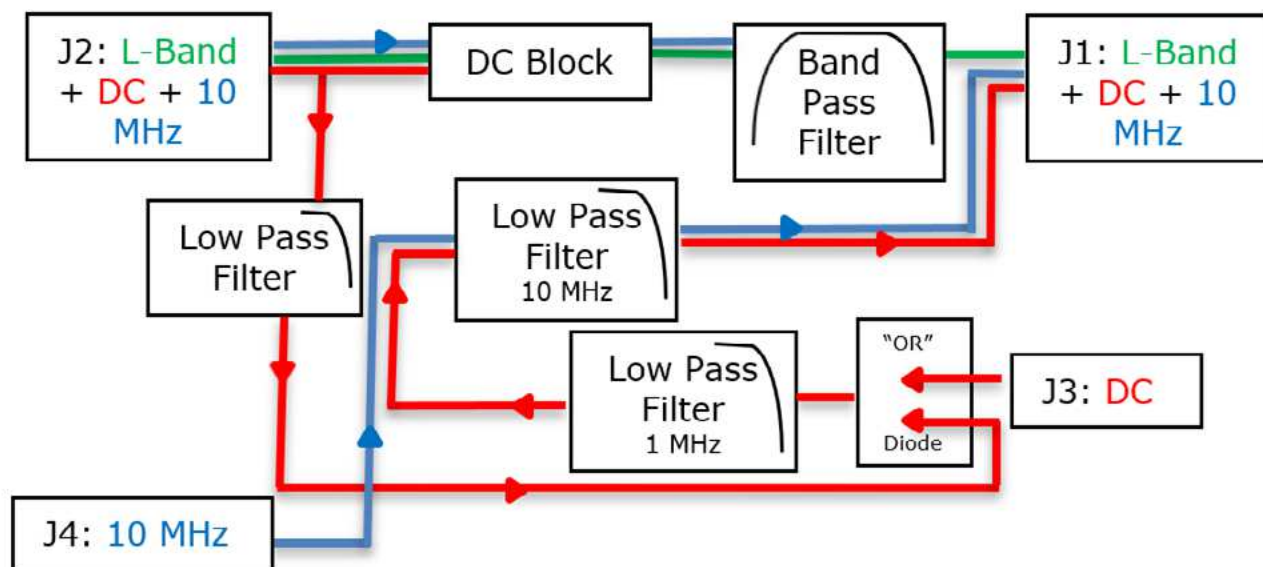 J2: L-Band
+ DC + 10
MHz
DC Block
Band
Pass
Filter
J1: L-Band
+ DC + 10
MHz
Low Pass
Filter
Low Pass
Filter
10 MHz
Low Pass
Filter
1 MHz
"OR"
Diode
J3: DC
J4: 10 MHz